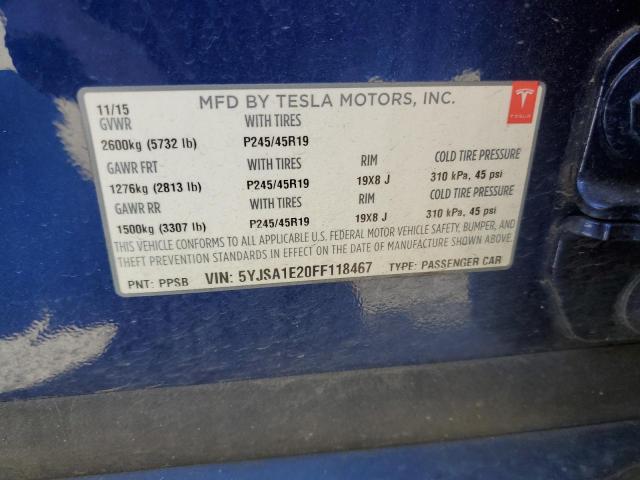 11/15 MFD BY TESLA MOTORS, INC.
TESLA
GVWR WITH TIRES
2600kg (5732 lb) P245/45R19
GAWR FRT WITH TIRES RIM COLD TIRE PRESSURE
1276kg (2813 lb) P245/45R19 19X8 J 310 kPa, 45 psi
GAWR RR WITH TIRES RIM COLD TIRE PRESSURE
1500kg (3307 lb) P245/45R19 19X8 J 310 kPa, 45 psi
THIS VEHICLE CONFORMS TO ALL APPLICABLE U.S. FEDERAL MOTOR VEHICLE SAFETY, BUMPER, AND
THEFT PREVENTION STANDARDS IN EFFECT ON THE DATE OF MANUFACTURE SHOWN ABOVE.
PNT: PPSB VIN: 5YJSA1E20FF118467 TYPE: PASSENGER CAR